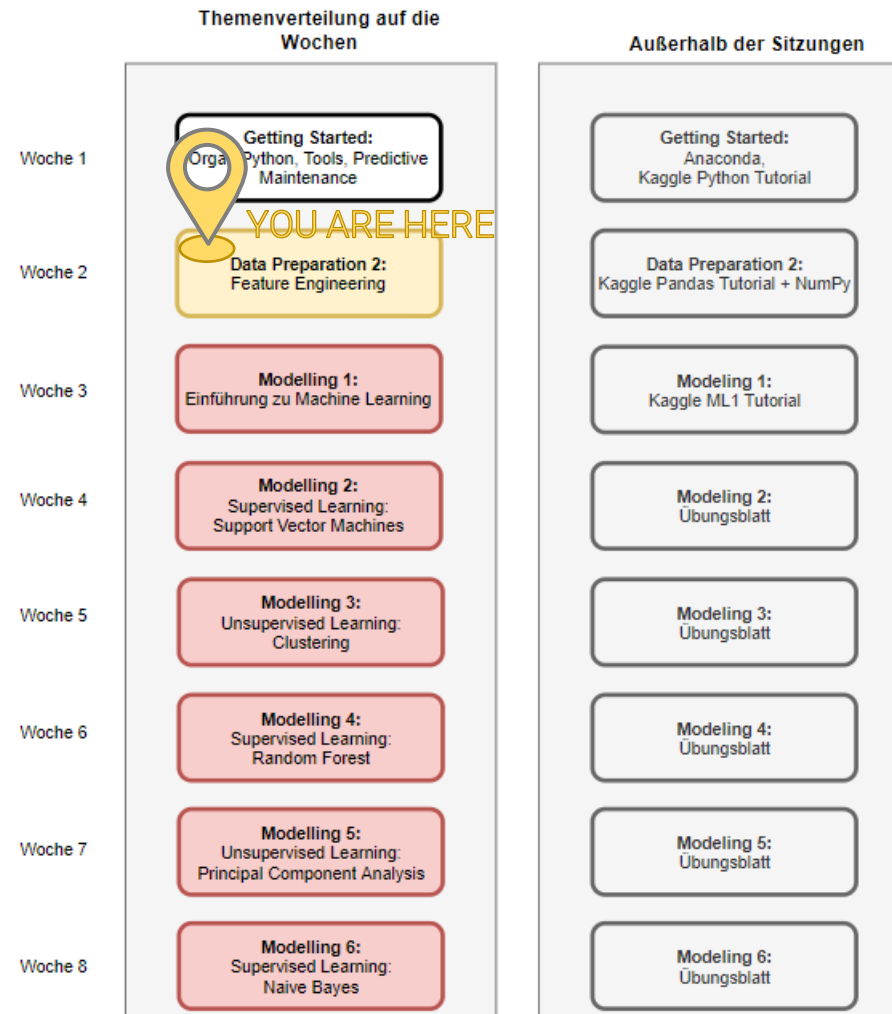 Themenverteilung auf die
Wochen
Außerhalb der Sitzungen
Woche 1
Getting Started:
Orga, Python, Tools, Predictive
Maintenance
Getting Started:
Anaconda,
Kaggle Python Tutorial
YOU ARE HERE
Woche 2
Data Preparation 2:
Feature Engineering
Data Preparation 2:
Kaggle Pandas Tutorial + NumPy
Woche 3
Modelling 1:
Einführung zu Machine Learning
Modeling 1:
Kaggle ML1 Tutorial
Woche 4
Modelling 2:
Supervised Learning:
Support Vector Machines
Modeling 2:
Übungsblatt
Woche 5
Modelling 3:
Unsupervised Learning:
Clustering
Modeling 3:
Übungsblatt
Woche 6
Modelling 4:
Supervised Learning:
Random Forest
Modeling 4:
Übungsblatt
Woche 7
Modelling 5:
Unsupervised Learning:
Principal Component Analysis
Modeling 5:
Übungsblatt
Woche 8
Modelling 6:
Supervised Learning:
Naive Bayes
Modeling 6:
Übungsblatt